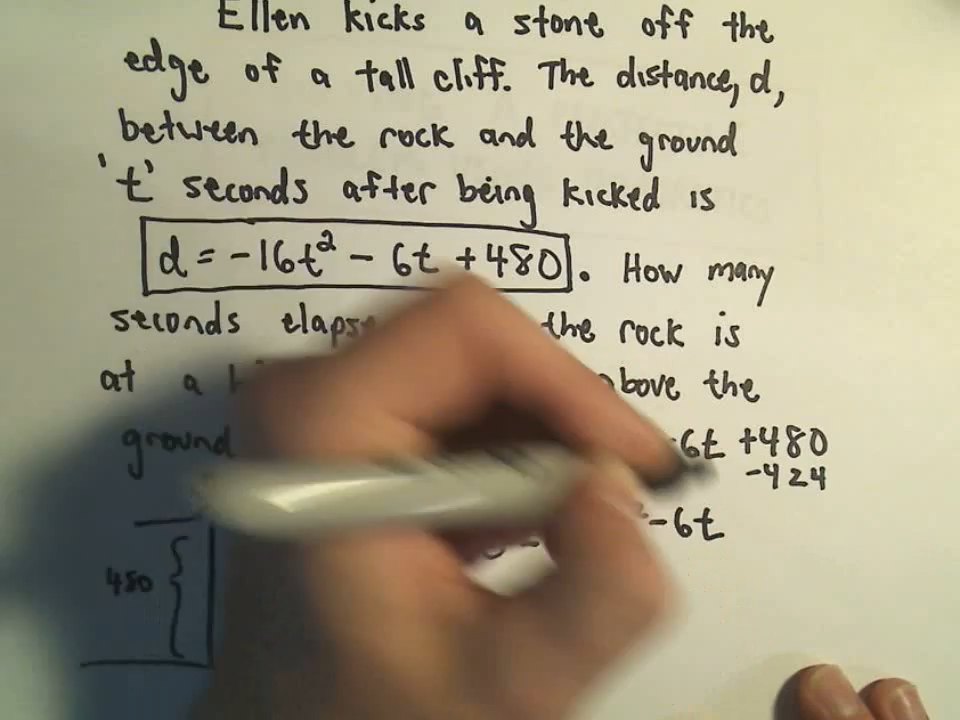 Ellen kicks a stone off the
edge of a tall cliff. The distance, d,
between the rock and the ground
't' seconds after being kicked is
d = -16t² - 6t + 480. How many
seconds the rock is
at a above the
ground 6t +480
-424
- 6t
480